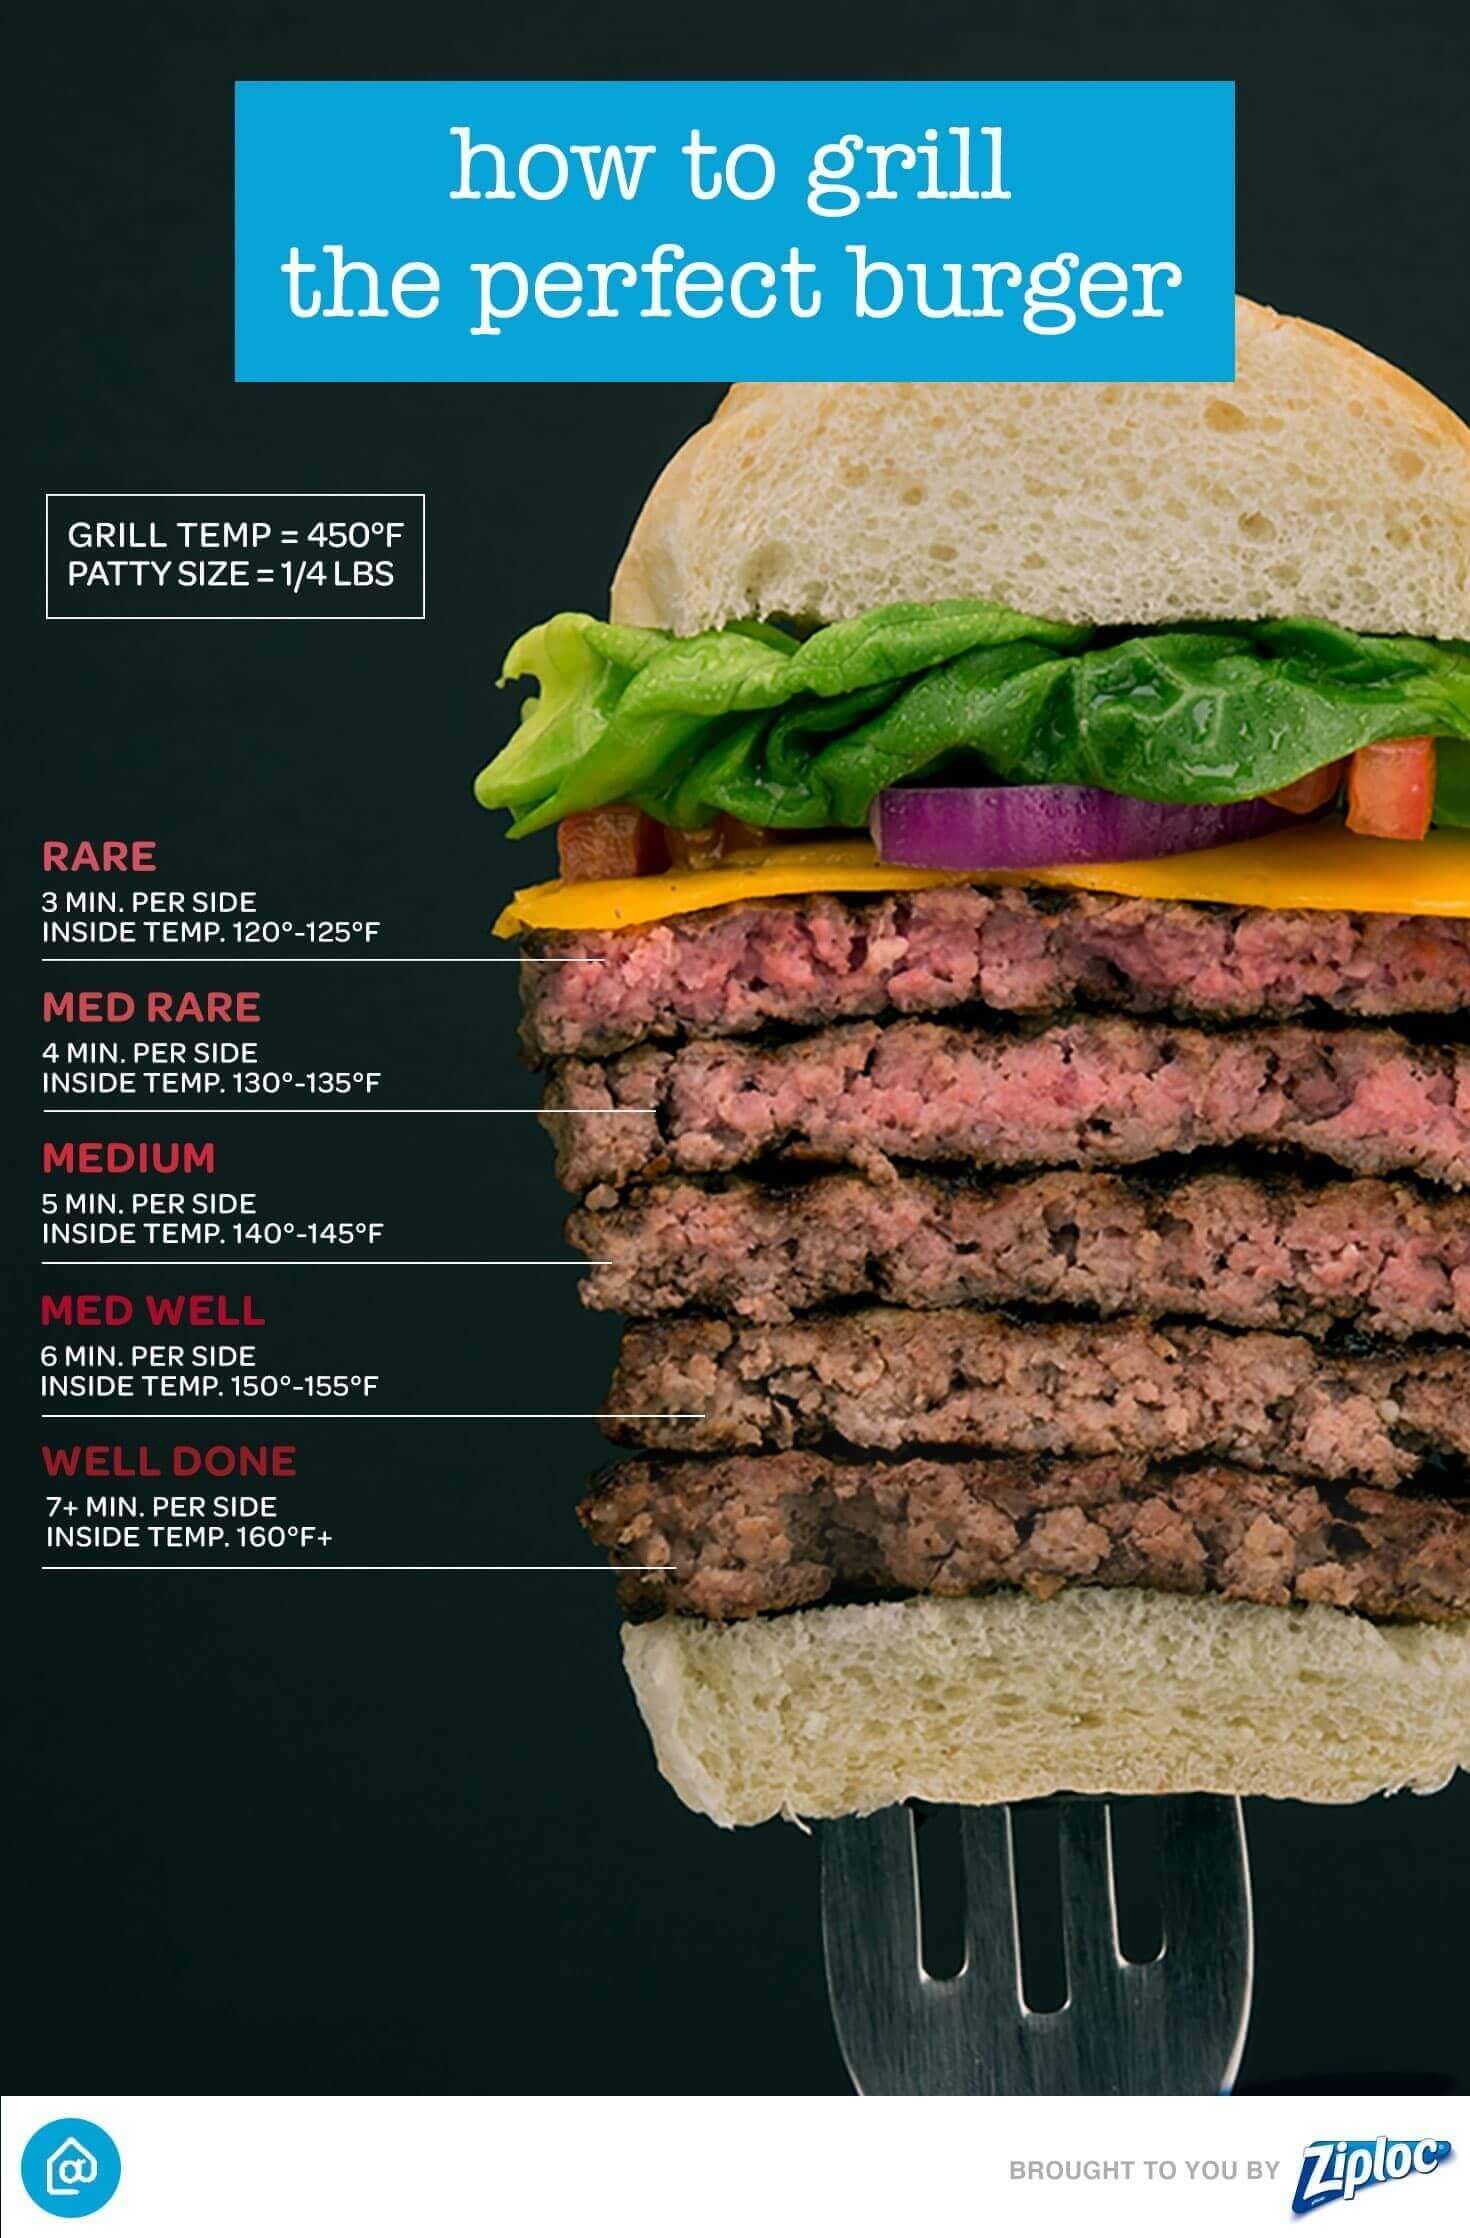 how to grill
the perfect burger
GRILL TEMP = 450°F
PATTY SIZE = 1/4 LBS
RARE
3 MIN. PER SIDE
INSIDE TEMP. 120°-125°F
MED RARE
4 MIN. PER SIDE
INSIDE TEMP. 130°-135°F
MEDIUM
5 MIN. PER SIDE
INSIDE TEMP. 140°-145°F
MED WELL
6 MIN. PER SIDE
INSIDE TEMP. 150°-155°F
WELL DONE
7+ MIN. PER SIDE
INSIDE TEMP. 160°F+
@
BROUGHT TO YOU BY Ziploc